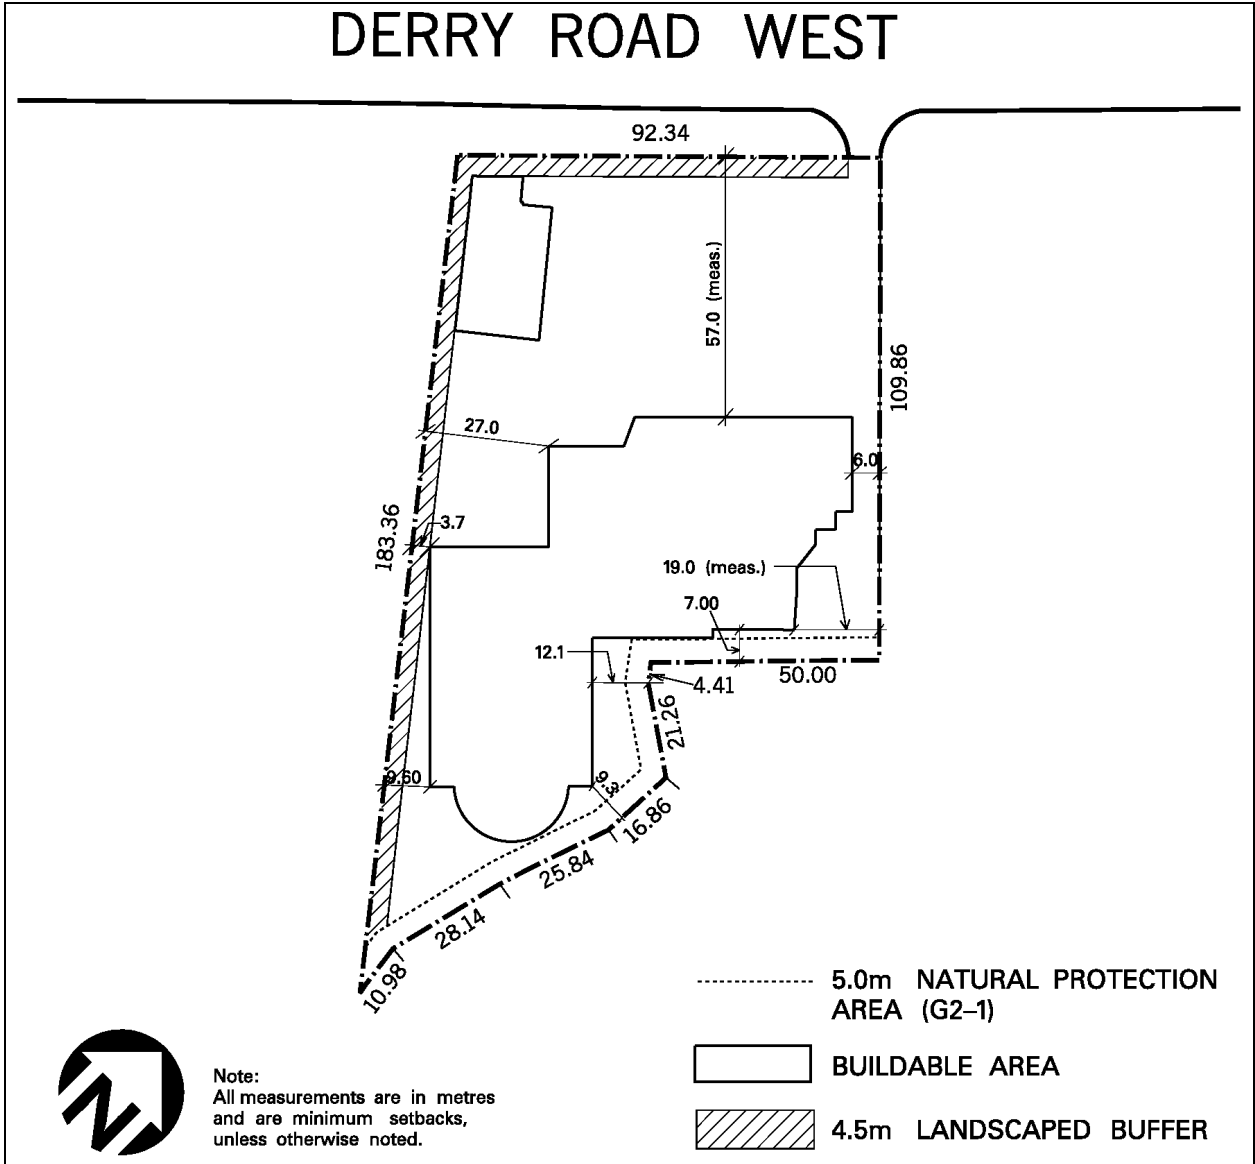 DERRY ROAD WEST
92.34
57.0 (meas.)
109.86
27.0
6.0
183.36
3.7
19.0 (meas.)
7.00
12.1
4.41
50.00
21.26
9.60
9.3
16.86
25.84
28.14
10.98
5.0m NATURAL PROTECTION
AREA (G2–1)
BUILDABLE AREA
4.5m LANDSCAPED BUFFER
N
Note:
All measurements are in metres
and are minimum setbacks,
unless otherwise noted.